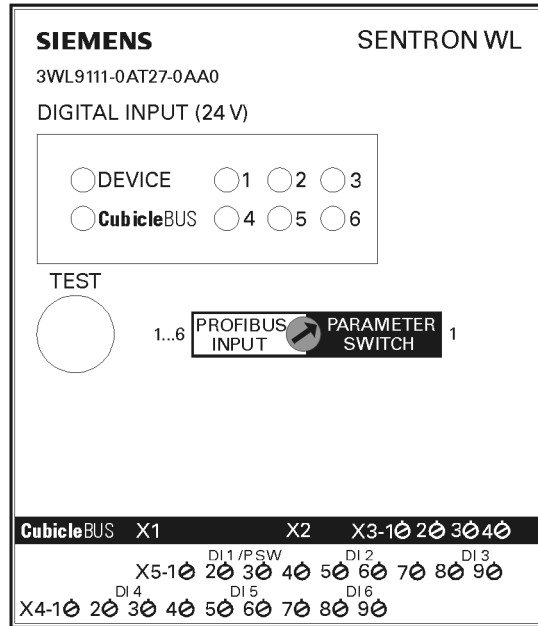 SIEMENS SENTRON WL
3WL9111-0AT27-0AA0
DIGITAL INPUT (24 V)
DEVICE 1 2 3
CubicleBUS 4 5 6
TEST
1...6 PROFIBUS INPUT PARAMETER SWITCH 1
CubicleBUS X1 X2 X3-1 2 3 4
DI 1/PSW DI 2 DI 3
X5-1 2 3 4 5 6 7 8 9
DI 4 DI 5 DI 6
X4-1 2 3 4 5 6 7 8 9